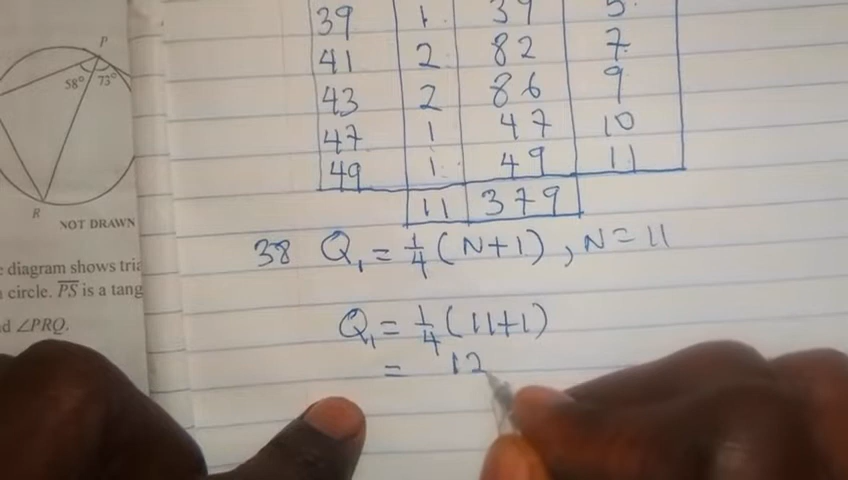 39 1 39 5
41 2 82 7
43 2 86 9
47 1 47 10
49 1 49 11
11 379
38 Q₁ = 1/4 (N+1), N = 11
Q₁ = 1/4 (11+1)
= 12
P
58° 73°
R
NOT DRAWN
diagram shows tria
circle. PS is a tang
∠PRQ.